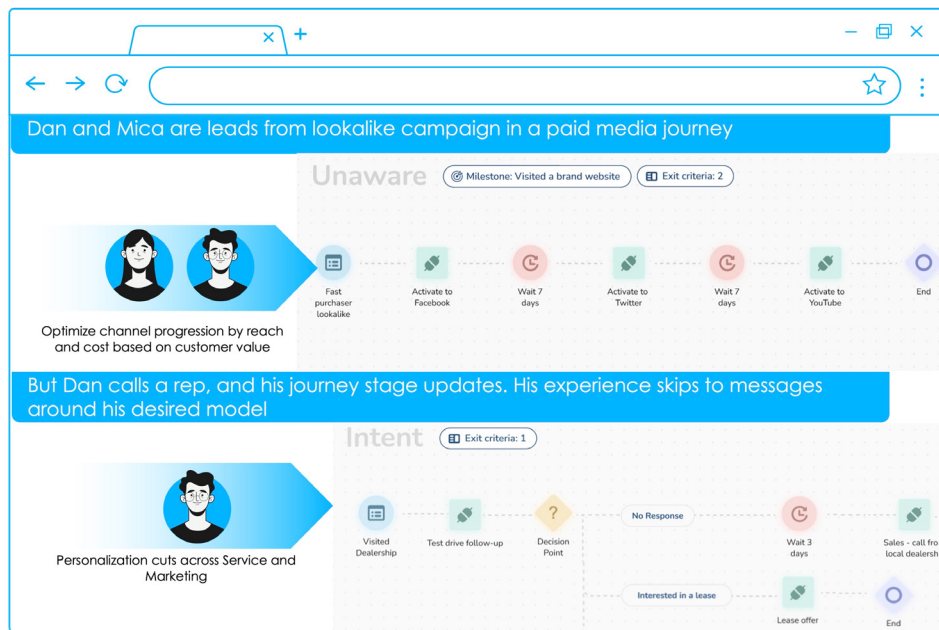 Dan and Mica are leads from lookalike campaign in a paid media journey
Unaware
Milestone: Visited a brand website
Exit criteria: 2
Fast
purchaser
lookalike
Activate to
Facebook
Wait 7
days
Activate to
Twitter
Wait 7
days
Activate to
YouTube
End
Optimize channel progression by reach
and cost based on customer value
But Dan calls a rep, and his journey stage updates. His experience skips to messages
around his desired model
Intent
Exit criteria: 1
Visited
Dealership
Test drive follow-up
?
Decision
Point
No Response
Wait 3
days
Sales - call fro
local dealersh
Personalization cuts across Service and
Marketing
Interested in a lease
Lease offer
End